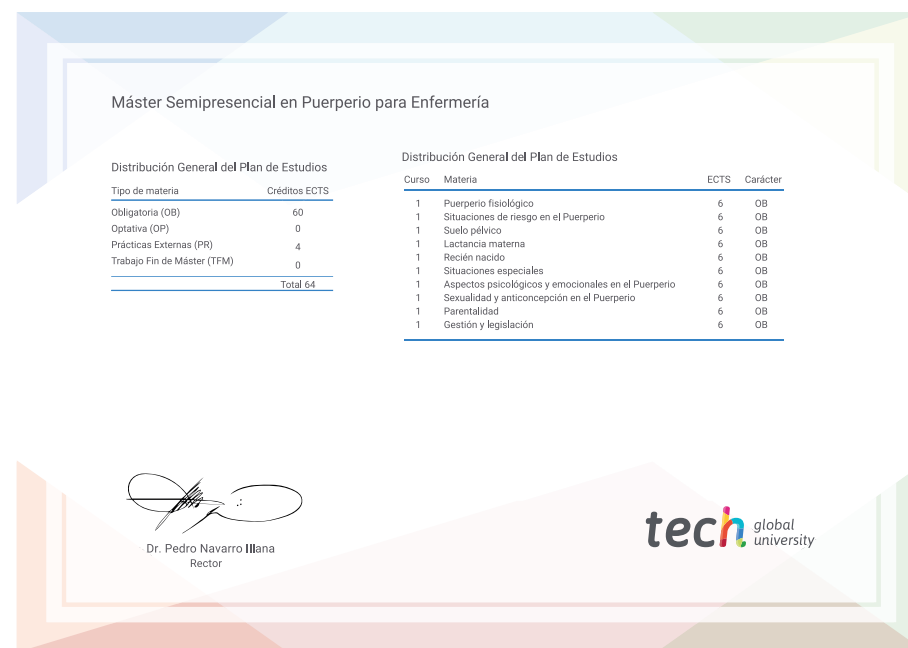 Máster Semipresencial en Puerperio para Enfermería
Distribución General del Plan de Estudios
Tipo de materia Créditos ECTS
Obligatoria (OB) 60
Optativa (OP) 0
Prácticas Externas (PR) 4
Trabajo Fin de Máster (TFM) 0
Total 64
Distribución General del Plan de Estudios
Curso Materia ECTS Carácter
1 Puerperio fisiológico 6 OB
1 Situaciones de riesgo en el Puerperio 6 OB
1 Suelo pélvico 6 OB
1 Lactancia materna 6 OB
1 Recién nacido 6 OB
1 Situaciones especiales 6 OB
1 Aspectos psicológicos y emocionales en el Puerperio 6 OB
1 Sexualidad y anticoncepción en el Puerperio 6 OB
1 Parentalidad 6 OB
1 Gestión y legislación 6 OB
Dr. Pedro Navarro Illana
Rector
tech global
university